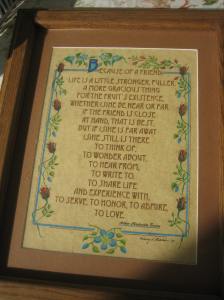 Because of a friend,
life is a little stronger, fuller,
a more gracious thing
for the fruit's existence,
whether he be near or far.
If the friend is close
at hand, that is best,
but if he is far away
he still is there
to think of,
to wonder about,
to hear from,
to write to,
to share life
and experience with,
to serve, to honor, to admire,
to love.